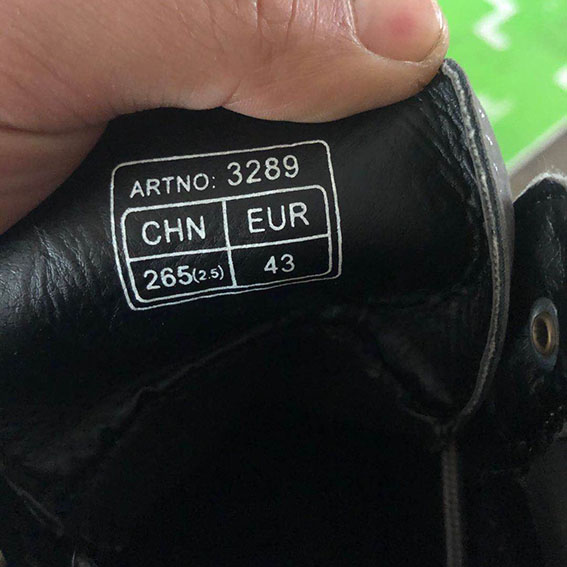 ARTNO: 3289
CHN EUR
265(2.5) 43